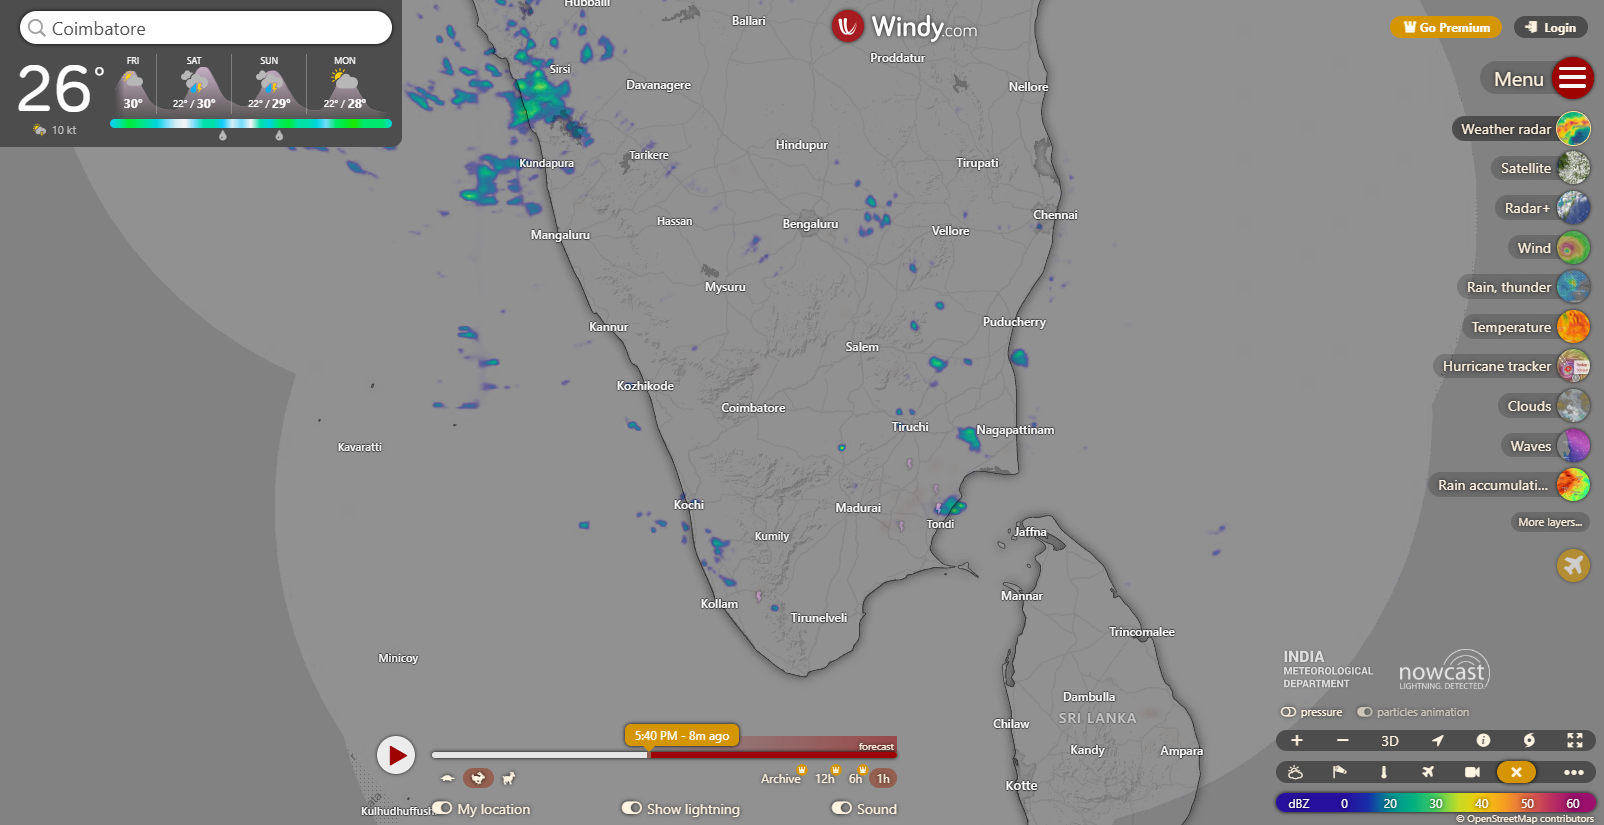 Coimbatore
26°
10 kt
FRI SAT SUN MON
30° 22° / 30° 22° / 29° 22° / 28°
Windy.com
Go Premium
Login
Menu
Weather radar
Satellite
Radar+
Wind
Rain, thunder
Temperature
Hurricane tracker
Clouds
Waves
Rain accumulati...
More layers...
Hubballi
Ballari
Proddatur
Sirsi
Davanagere
Nellore
Hindupur
Kundapura
Tarikere
Tirupati
Hassan
Bengaluru
Chennai
Mangaluru
Vellore
Mysuru
Kannur
Puducherry
Salem
Kozhikode
Coimbatore
Tiruchi
Nagapattinam
Kavaratti
Kochi
Madurai
Tondi
Kumily
Jaffna
Kollam
Mannar
Tirunelveli
Trincomalee
Minicoy
Dambulla
SRI LANKA
Chilaw
Kandy
Ampara
Kotte
Kulhudhuffushi
INDIA
METEOROLOGICAL
DEPARTMENT
nowcast
LIGHTNING. DETECTED.
pressure
particles animation
3D
5:40 PM - 8m ago
forecast
Archive 12h 6h 1h
My location
Show lightning
Sound
dBZ 0 20 30 40 50 60
© OpenStreetMap contributors